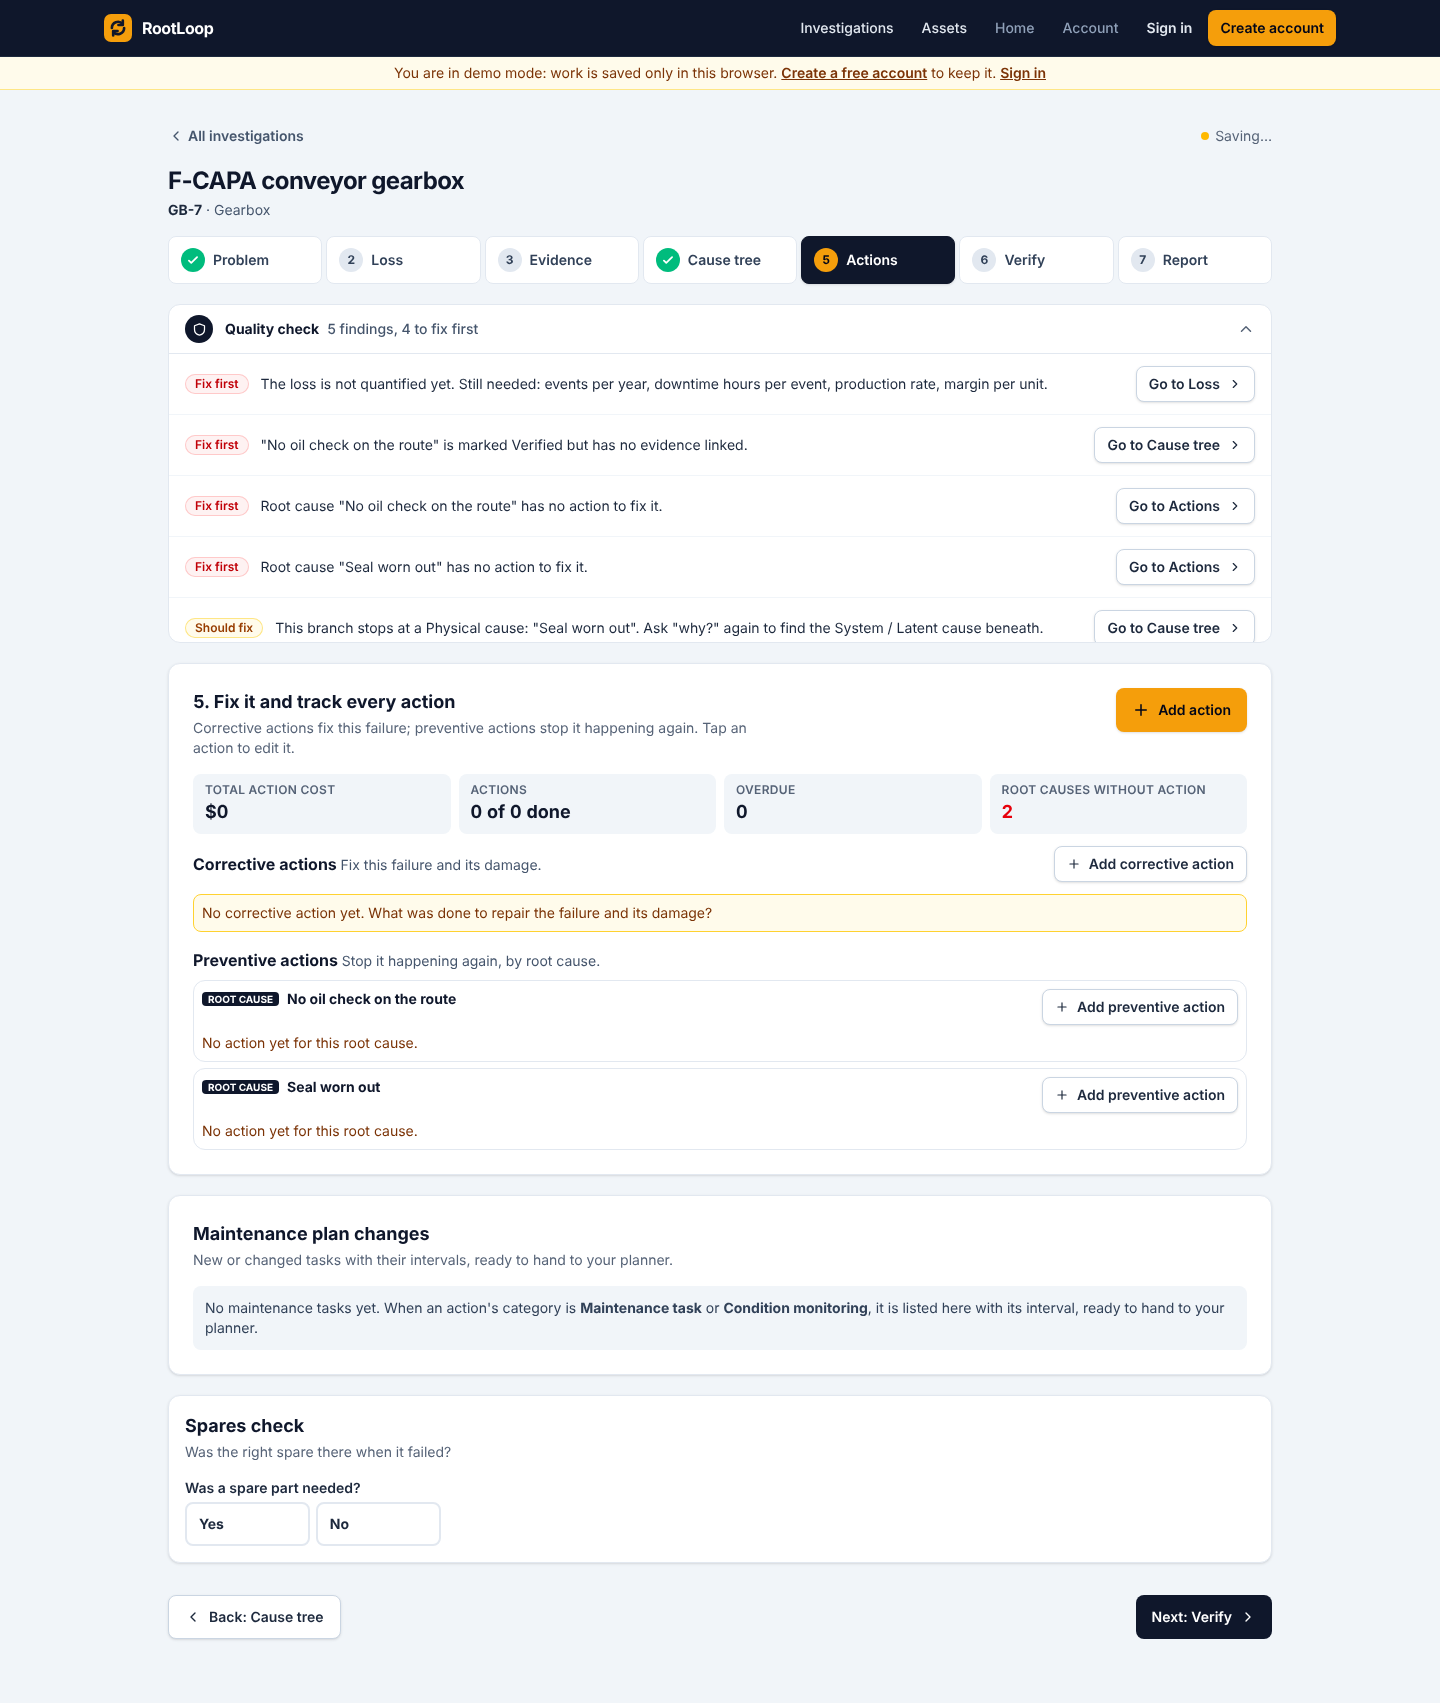 RootLoop
Investigations Assets Home Account Sign in Create account
You are in demo mode: work is saved only in this browser. Create a free account to keep it. Sign in
All investigations
Saving...
F-CAPA conveyor gearbox
GB-7 · Gearbox
Problem
2 Loss
3 Evidence
Cause tree
5 Actions
6 Verify
7 Report
Quality check 5 findings, 4 to fix first
Fix first The loss is not quantified yet. Still needed: events per year, downtime hours per event, production rate, margin per unit. Go to Loss
Fix first "No oil check on the route" is marked Verified but has no evidence linked. Go to Cause tree
Fix first Root cause "No oil check on the route" has no action to fix it. Go to Actions
Fix first Root cause "Seal worn out" has no action to fix it. Go to Actions
Should fix This branch stops at a Physical cause: "Seal worn out". Ask "why?" again to find the System / Latent cause beneath. Go to Cause tree
5. Fix it and track every action
Add action
Corrective actions fix this failure; preventive actions stop it happening again. Tap an
action to edit it.
TOTAL ACTION COST
$0
ACTIONS
0 of 0 done
OVERDUE
0
ROOT CAUSES WITHOUT ACTION
2
Corrective actions Fix this failure and its damage.
Add corrective action
No corrective action yet. What was done to repair the failure and its damage?
Preventive actions Stop it happening again, by root cause.
ROOT CAUSE No oil check on the route
Add preventive action
No action yet for this root cause.
ROOT CAUSE Seal worn out
Add preventive action
No action yet for this root cause.
Maintenance plan changes
New or changed tasks with their intervals, ready to hand to your planner.
No maintenance tasks yet. When an action's category is Maintenance task or Condition monitoring, it is listed here with its interval, ready to hand to your
planner.
Spares check
Was the right spare there when it failed?
Was a spare part needed?
Yes
No
Back: Cause tree
Next: Verify